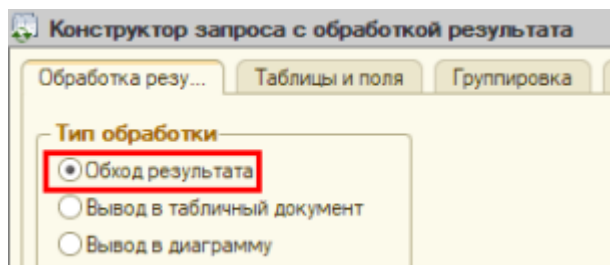 Конструктор запроса с обработкой результата
Обработка резу... Таблицы и поля Группировка
Тип обработки
Обход результата
Вывод в табличный документ
Вывод в диаграмму